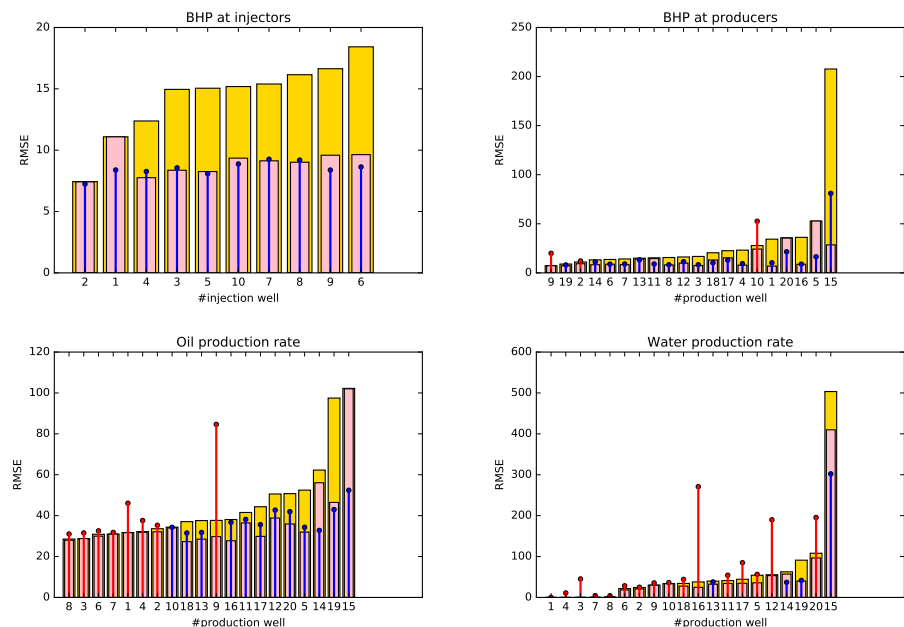 BHP at injectors
20
15
10
5
0
RMSE
2 1 4 3 5 10 7 8 9 6
#injection well
BHP at producers
250
200
150
100
50
0
RMSE
9 19 2 14 6 7 13 11 8 12 3 18 17 4 10 1 20 16 5 15
#production well
Oil production rate
120
100
80
60
40
20
0
RMSE
8 3 6 7 1 4 2 10 18 13 9 16 11 17 12 20 5 14 19 15
#production well
Water production rate
600
500
400
300
200
100
0
RMSE
1 4 3 7 8 6 2 9 10 18 16 13 11 17 5 12 14 19 20 15
#production well